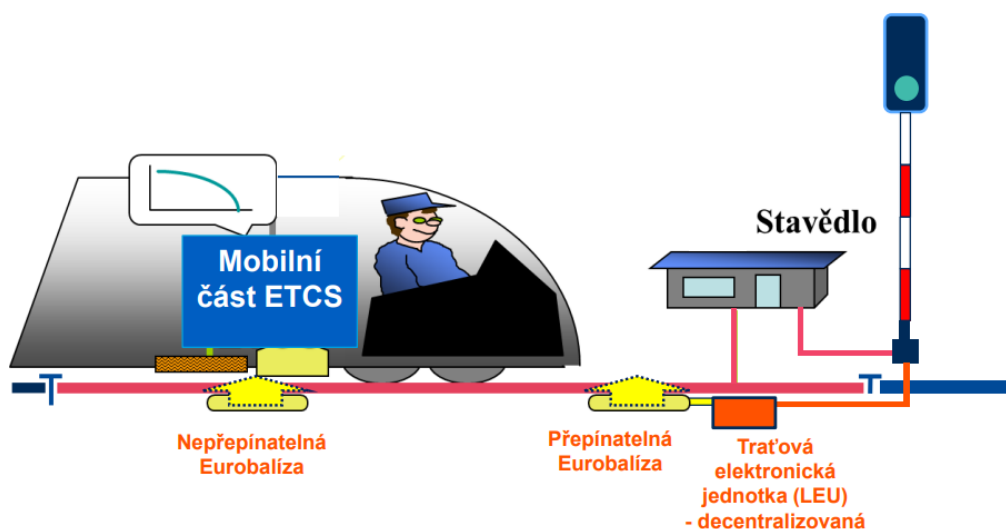 Stavědlo
Mobilní
část ETCS
Nepřepínatelná
Eurobalíza
Přepínatelná
Eurobalíza
Traťová
elektronická
jednotka (LEU)
- decentralizovaná